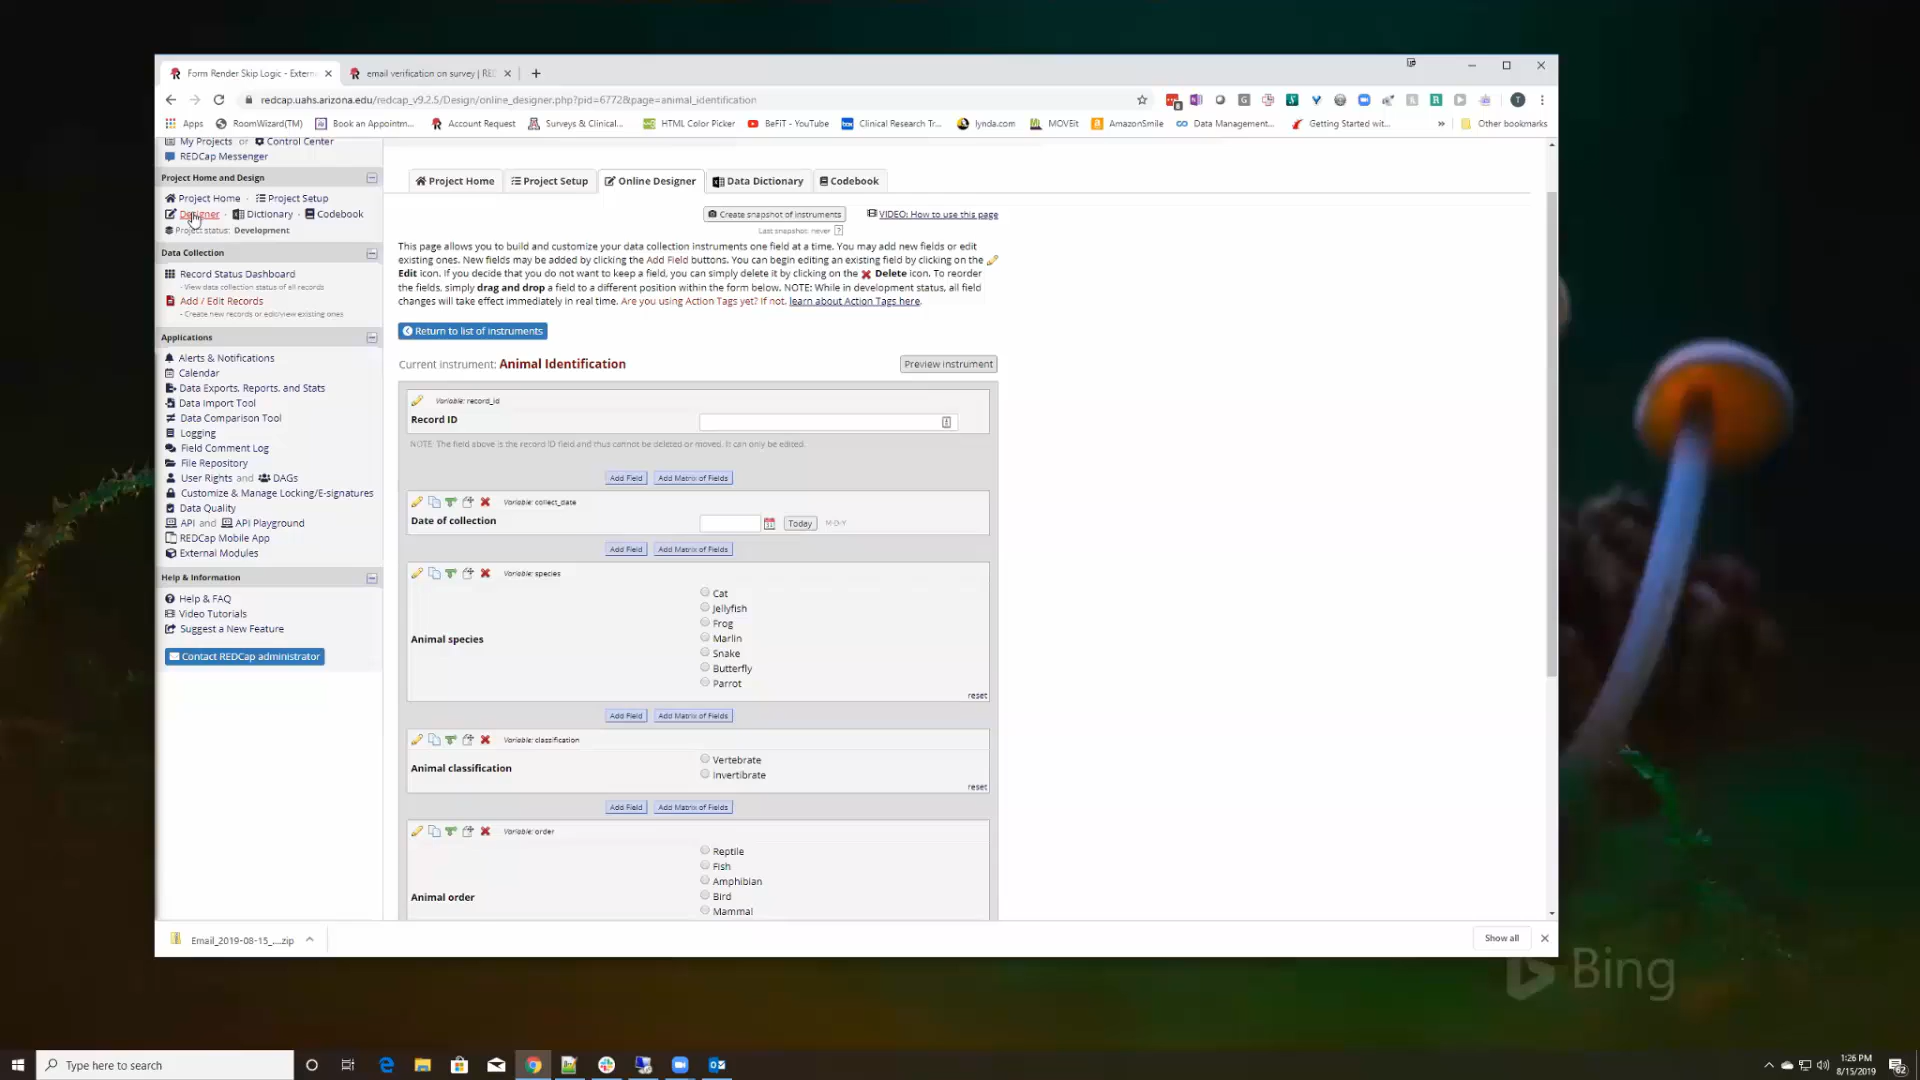 Form Render Skip Logic - Extern
email verification on survey | REDC
redcap.uahs.arizona.edu/redcap_v9.2.5/Design/online_designer.php?pid=6772&page=animal_identification
Apps
RoomWizard(TM)
Book an Appointm...
Account Request
Surveys & Clinical...
HTML Color Picker
BeFiT - YouTube
Clinical Research Tr...
lynda.com
MOVEit
AmazonSmile
Data Management...
Getting Started wit...
»
Other bookmarks
My Projects or Control Center
REDCap Messenger
Project Home and Design
Project Home · Project Setup
Designer · Dictionary · Codebook
Project status: Development
Data Collection
Record Status Dashboard
- View data collection status of all records
Add / Edit Records
- Create new records or edit/view existing ones
Applications
Alerts & Notifications
Calendar
Data Exports, Reports, and Stats
Data Import Tool
Data Comparison Tool
Logging
Field Comment Log
File Repository
User Rights and DAGs
Customize & Manage Locking/E-signatures
Data Quality
API and API Playground
REDCap Mobile App
External Modules
Help & Information
Help & FAQ
Video Tutorials
Suggest a New Feature
Contact REDCap administrator
Project Home
Project Setup
Online Designer
Data Dictionary
Codebook
Create snapshot of instruments
VIDEO: How to use this page
Last snapshot: never ?
This page allows you to build and customize your data collection instruments one field at a time. You may add new fields or edit
existing ones. New fields may be added by clicking the Add Field buttons. You can begin editing an existing field by clicking on the
Edit icon. If you decide that you do not want to keep a field, you can simply delete it by clicking on the Delete icon. To reorder
the fields, simply drag and drop a field to a different position within the form below. NOTE: While in development status, all field
changes will take effect immediately in real time. Are you using Action Tags yet? If not, learn about Action Tags here.
Return to list of instruments
Current instrument: Animal Identification
Preview instrument
Variable: record_id
Record ID
NOTE: The field above is the record ID field and thus cannot be deleted or moved. It can only be edited.
Add Field
Add Matrix of Fields
Variable: collect_date
Date of collection
Today
M-D-Y
Add Field
Add Matrix of Fields
Variable: species
Animal species
Cat
Jellyfish
Frog
Marlin
Snake
Butterfly
Parrot
reset
Add Field
Add Matrix of Fields
Variable: classification
Animal classification
Vertebrate
Invertibrate
reset
Add Field
Add Matrix of Fields
Variable: order
Animal order
Reptile
Fish
Amphibian
Bird
Mammal
Email_2019-08-15_....zip
Show all
Bing
Type here to search
1:26 PM
8/15/2019
62